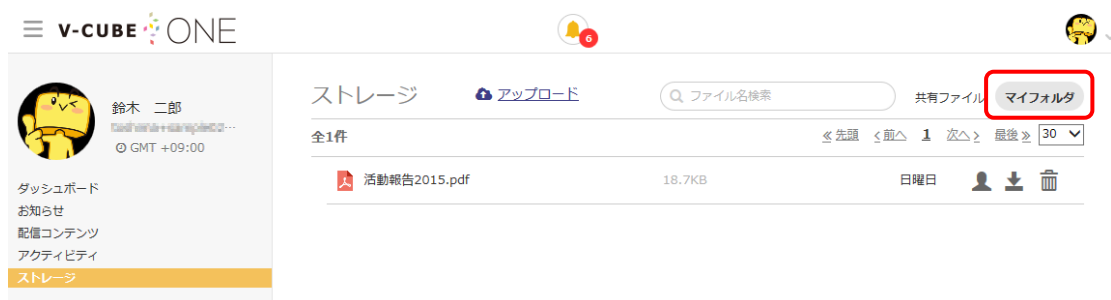 V-CUBE ONE
6
鈴木 二郎
GMT +09:00
ダッシュボード
お知らせ
配信コンテンツ
アクティビティ
ストレージ
ストレージ アップロード ファイル名検索 共有ファイル マイフォルダ
全1件 ≪先頭 <前へ 1 次へ> 最後≫ 30
活動報告2015.pdf 18.7KB 日曜日